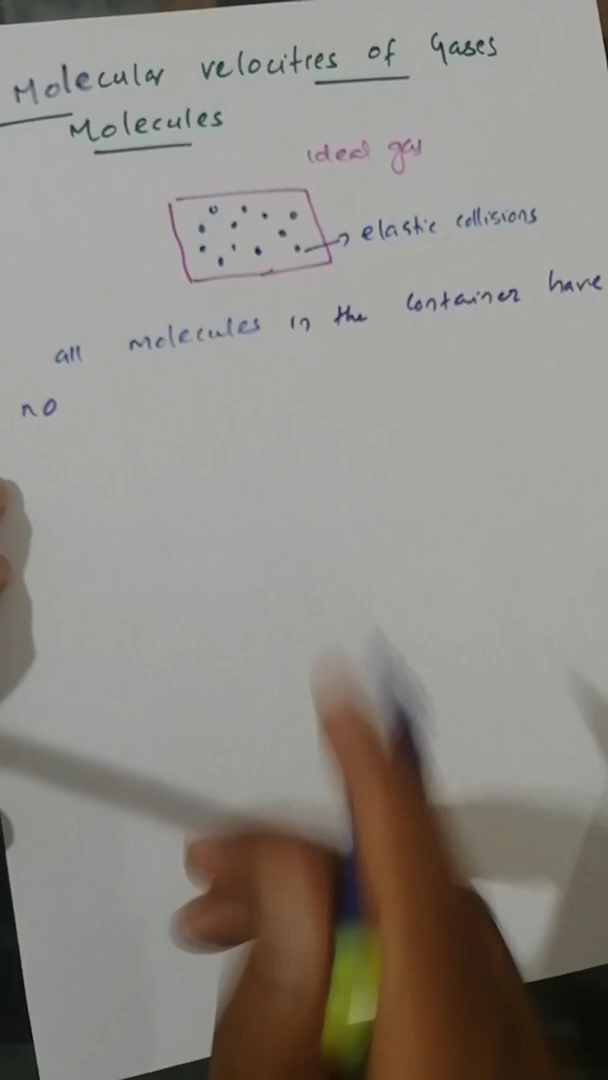 Molecular velocities of Gases
Molecules
ideal gas
elastic collisions
all molecules in the container have
no